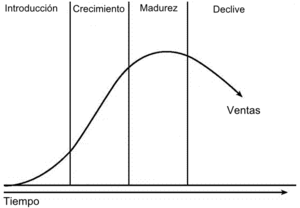 Introducción Crecimiento Madurez Declive
Ventas
Tiempo